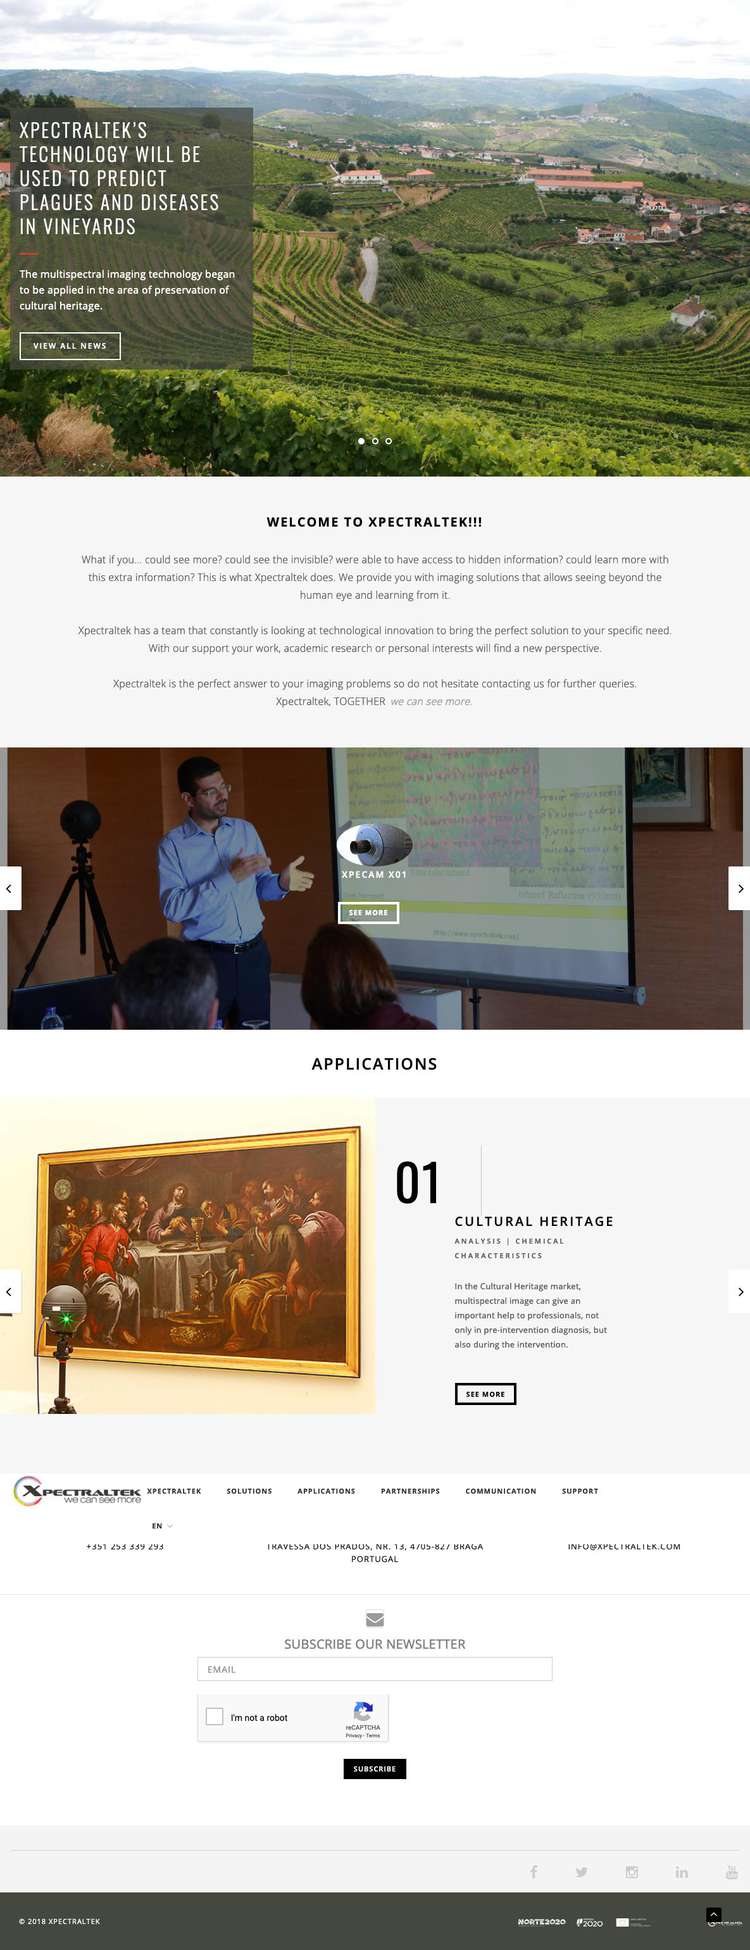 XPECTRALTEK'S
TECHNOLOGY WILL BE
USED TO PREDICT
PLAGUES AND DISEASES
IN VINEYARDS
The multispectral imaging technology began
to be applied in the area of preservation of
cultural heritage.
VIEW ALL NEWS
WELCOME TO XPECTRALTEK!!!
What if you... could see more? could see the invisible? were able to have access to hidden information? could learn more with
this extra information? This is what Xpectraltek does. We provide you with imaging solutions that allows seeing beyond the
human eye and learning from it.
Xpectraltek has a team that constantly is looking at technological innovation to bring the perfect solution to your specific need.
With our support your work, academic research or personal interests will find a new perspective.
Xpectraltek is the perfect answer to your imaging problems so do not hesitate contacting us for further queries.
Xpectraltek, TOGETHER we can see more.
XPECAM X01
SEE MORE
http://www.xpectraltek.com/
APPLICATIONS
01
CULTURAL HERITAGE
ANALYSIS | CHEMICAL
CHARACTERISTICS
In the Cultural Heritage market,
multispectral image can give an
important help to professionals, not
only in pre-intervention diagnosis, but
also during the intervention.
SEE MORE
XPECTRALTEK
we can see more
XPECTRALTEK SOLUTIONS APPLICATIONS PARTNERSHIPS COMMUNICATION SUPPORT
EN
+351 253 339 293
TRAVESSA DOS PRADOS, NR. 13, 4705-827 BRAGA
PORTUGAL
INFO@XPECTRALTEK.COM
SUBSCRIBE OUR NEWSLETTER
EMAIL
I'm not a robot
reCAPTCHA
Privacy - Terms
SUBSCRIBE
© 2018 XPECTRALTEK
NORTE2020
2020